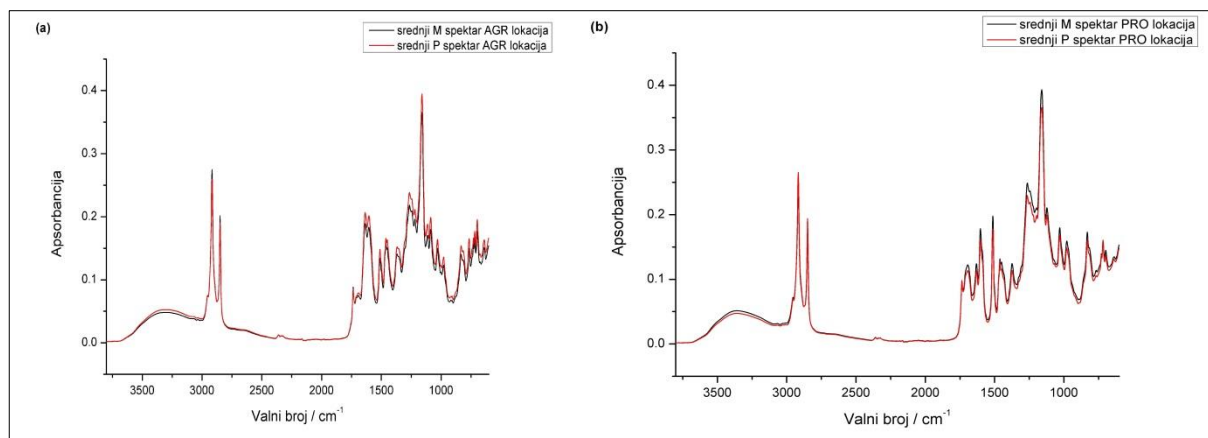 (a)
srednji M spektar AGR lokacija
srednji P spektar AGR lokacija
0.4
0.3
0.2
0.1
0.0
Apsorbancija
3500 3000 2500 2000 1500 1000
Valni broj / cm⁻¹
(b)
srednji M spektar PRO lokacija
srednji P spektar PRO lokacija
0.4
0.3
0.2
0.1
0.0
Apsorbancija
3500 3000 2500 2000 1500 1000
Valni broj / cm⁻¹